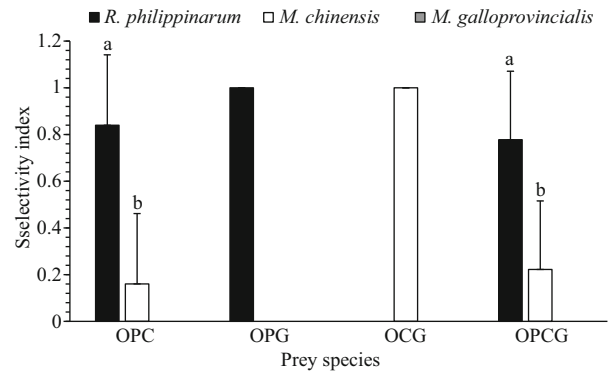 R. philippinarum M. chinensis M. galloprovincialis
1.2
1
0.8
0.6
0.4
0.2
0
Sselectivity index
a
b
a
b
OPC OPG OCG OPCG
Prey species